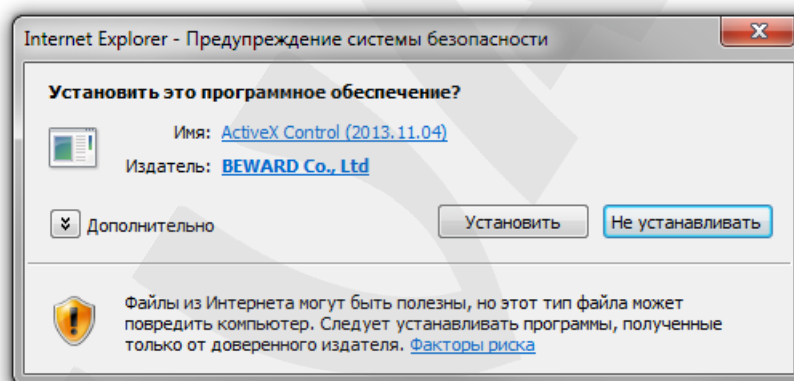 Internet Explorer - Предупреждение системы безопасности
Установить это программное обеспечение?
Имя: ActiveX Control (2013.11.04)
Издатель: BEWARD Co., Ltd
Дополнительно
Установить
Не устанавливать
Файлы из Интернета могут быть полезны, но этот тип файла может
повредить компьютер. Следует устанавливать программы, полученные
только от доверенного издателя. Факторы риска